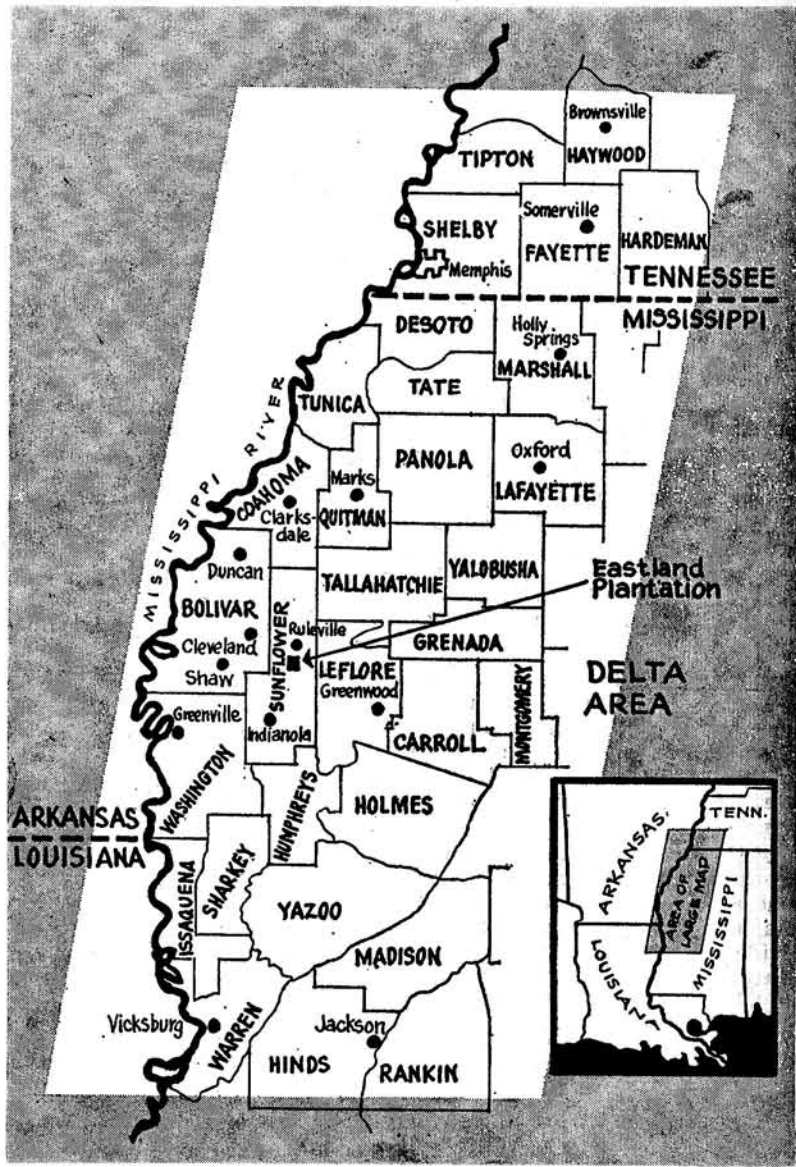 Brownsville
HAYWOOD
TIPTON
Somerville
FAYETTE
SHELBY
Memphis
HARDEMAN
TENNESSEE
MISSISSIPPI
DESOTO
Holly
Springs
MARSHALL
TATE
TUNICA
MISSISSIPPI RIVER
PANOLA
Oxford
LAFAYETTE
COAHOMA
Clarks-
dale
Marks
QUITMAN
Duncan
BOLIVAR
Cleveland
Shaw
TALLAHATCHIE
YALOBUSHA
Eastland
Plantation
SUNFLOWER
Ruleville
GRENADA
LEFLORE
Greenwood
DELTA
AREA
Greenville
Indianola
CARROLL
MONTGOMERY
WASHINGTON
HUMPHREYS
HOLMES
ARKANSAS
LOUISIANA
ISSAQUENA
SHARKEY
YAZOO
MADISON
Vicksburg
WARREN
Jackson
HINDS
RANKIN
TENN.
ARKANSAS
AREA OF
LARGE MAP
MISSISSIPPI
LOUISIANA